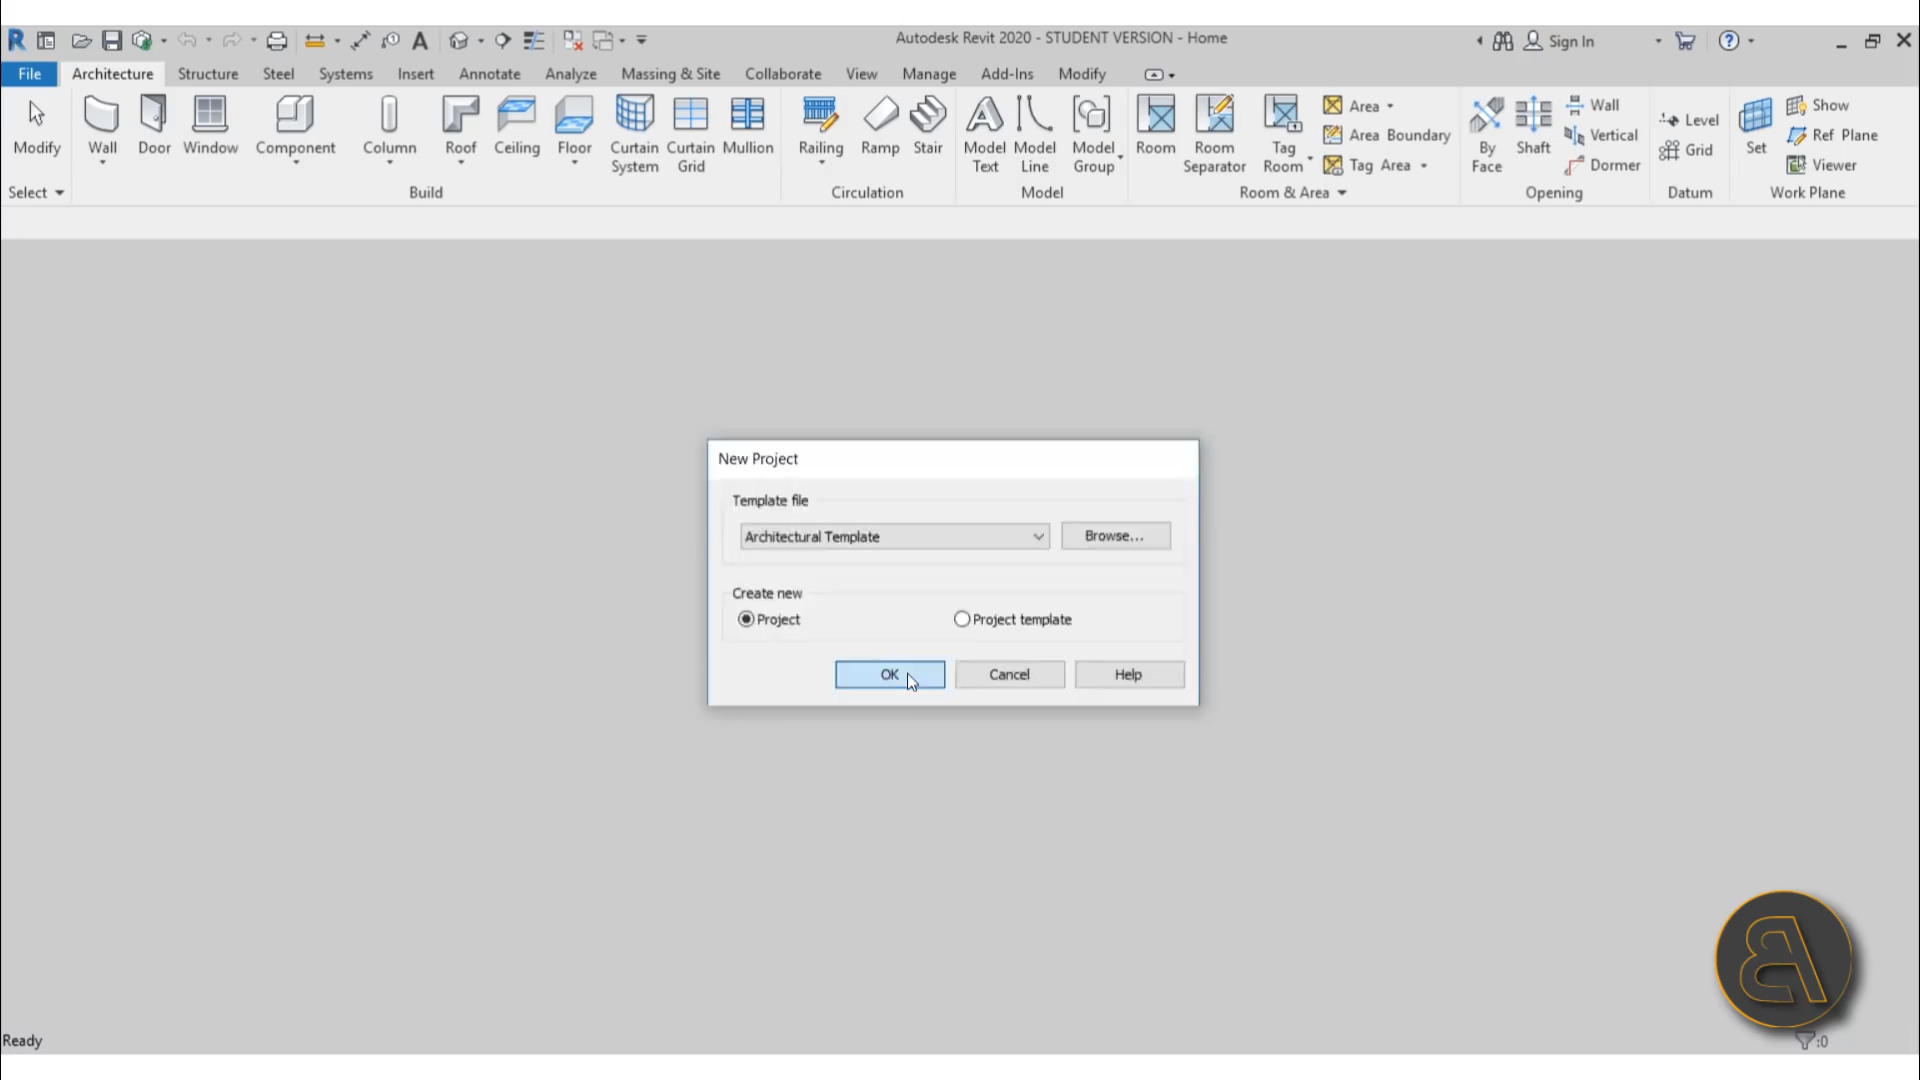 Autodesk Revit 2020 - STUDENT VERSION - Home
Sign In
File Architecture Structure Steel Systems Insert Annotate Analyze Massing & Site Collaborate View Manage Add-Ins Modify
Modify
Wall
Door
Window
Component
Column
Roof
Ceiling
Floor
Curtain
System
Curtain
Grid
Mullion
Railing
Ramp
Stair
Model
Text
Model
Line
Model
Group
Room
Room
Separator
Tag
Room
Area
Area Boundary
Tag Area
By
Face
Shaft
Wall
Vertical
Dormer
Level
Grid
Set
Show
Ref Plane
Viewer
Select
Build
Circulation
Model
Room & Area
Opening
Datum
Work Plane
New Project
Template file
Architectural Template
Browse...
Create new
Project
Project template
OK
Cancel
Help
Ready
:0